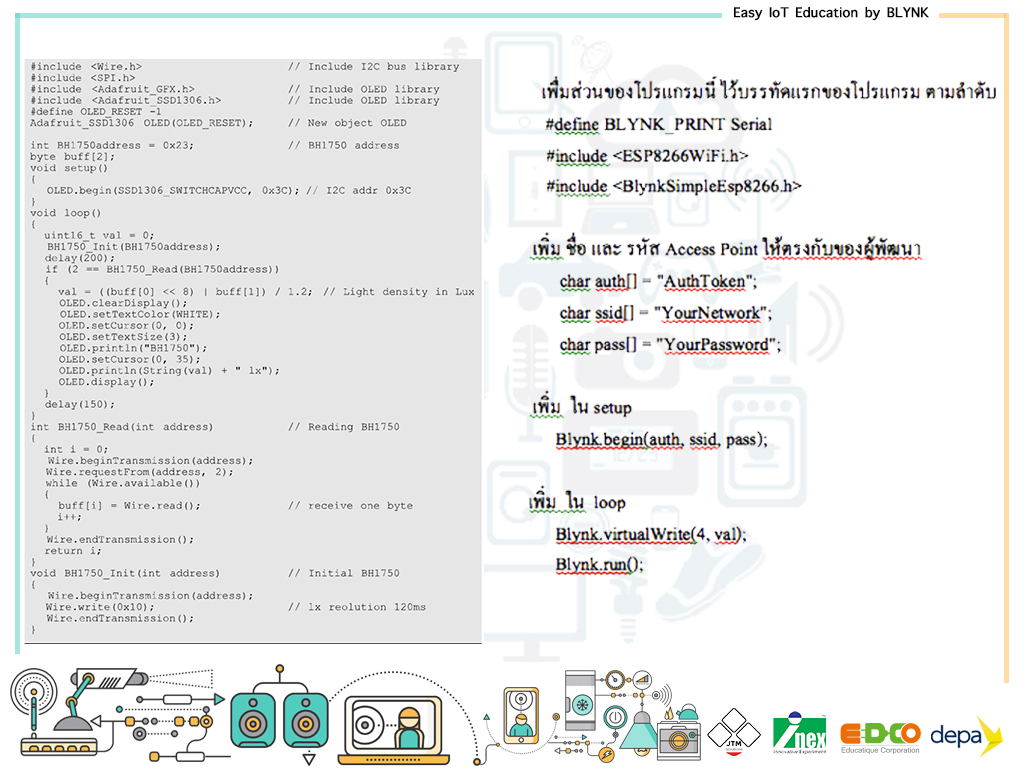 Easy IoT Education by BLYNK
#include <Wire.h> // Include I2C bus library
#include <SPI.h>
#include <Adafruit_GFX.h> // Include OLED library
#include <Adafruit_SSD1306.h> // Include OLED library
#define OLED_RESET -1
Adafruit_SSD1306 OLED(OLED_RESET); // New object OLED
int BH1750address = 0x23; // BH1750 address
byte buff[2];
void setup()
{
OLED.begin(SSD1306_SWITCHCAPVCC, 0x3C); // I2C addr 0x3C
}
void loop()
{
uint16_t val = 0;
BH1750_Init(BH1750address);
delay(200);
if (2 == BH1750_Read(BH1750address))
{
val = ((buff[0] << 8) | buff[1]) / 1.2; // Light density in Lux
OLED.clearDisplay();
OLED.setTextColor(WHITE);
OLED.setCursor(0, 0);
OLED.setTextSize(3);
OLED.println("BH1750");
OLED.setCursor(0, 35);
OLED.println(String(val) + " lx");
OLED.display();
}
delay(150);
}
int BH1750_Read(int address) // Reading BH1750
{
int i = 0;
Wire.beginTransmission(address);
Wire.requestFrom(address, 2);
while (Wire.available())
{
buff[i] = Wire.read(); // receive one byte
i++;
}
Wire.endTransmission();
return i;
}
void BH1750_Init(int address) // Initial BH1750
{
Wire.beginTransmission(address);
Wire.write(0x10); // lx reolution 120ms
Wire.endTransmission();
}
เพิ่มส่วนของโปรแกรมนี้ ไว้บรรทัดแรกของโปรแกรม ตามลำดับ
#define BLYNK_PRINT Serial
#include <ESP8266WiFi.h>
#include <BlynkSimpleEsp8266.h>
เพิ่ม ชื่อ และ รหัส Access Point ให้ตรงกับของผู้พัฒนา
char auth[] = "AuthToken";
char ssid[] = "YourNetwork";
char pass[] = "YourPassword";
เพิ่ม ใน setup
Blynk.begin(auth, ssid, pass);
เพิ่ม ใน loop
Blynk.virtualWrite(4, val);
Blynk.run();
JTM
inex
Innovative Experiment
EDCO
Educatique Corporation
depa